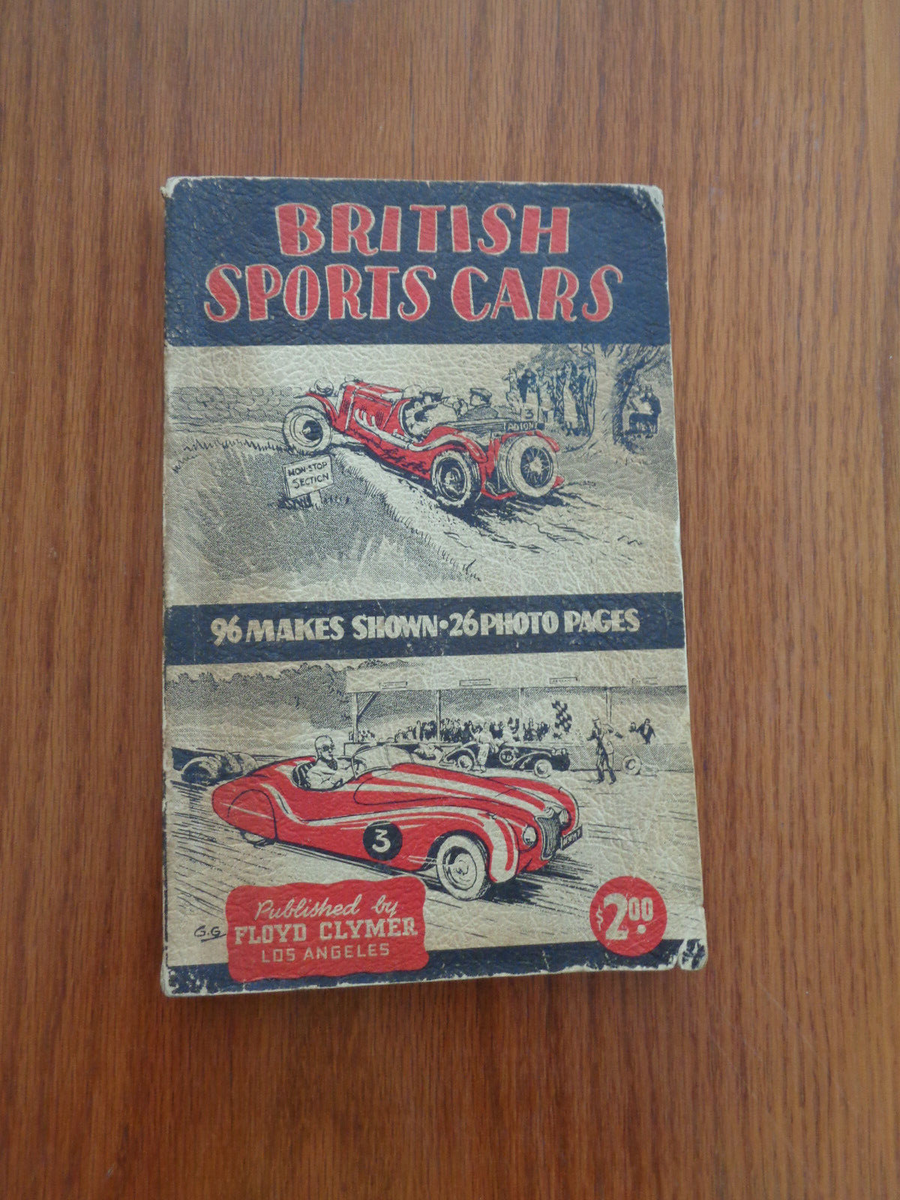 BRITISH
SPORTS CARS
3
NON-STOP
SECTION
96 MAKES SHOWN • 26 PHOTO PAGES
3
Published by
FLOYD CLYMER
LOS ANGELES
G.G
$2.00